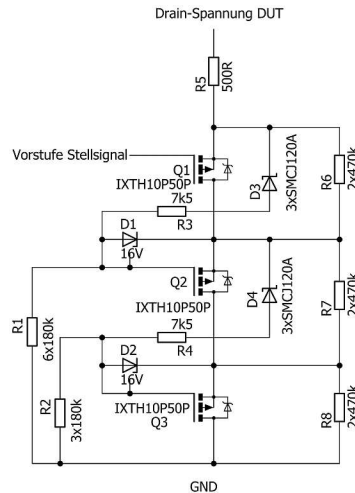 Drain-Spannung DUT
R5
500R
Vorstufe Stellsignal
Q1
IXTH10P50P
D3
3xSMCJ120A
R6
2x470k
7k5
R3
D1
16V
Q2
IXTH10P50P
R1
6x180k
7k5
R4
D4
3xSMCJ120A
R7
2x470k
R2
3x180k
D2
16V
IXTH10P50P
Q3
R8
2x470k
GND